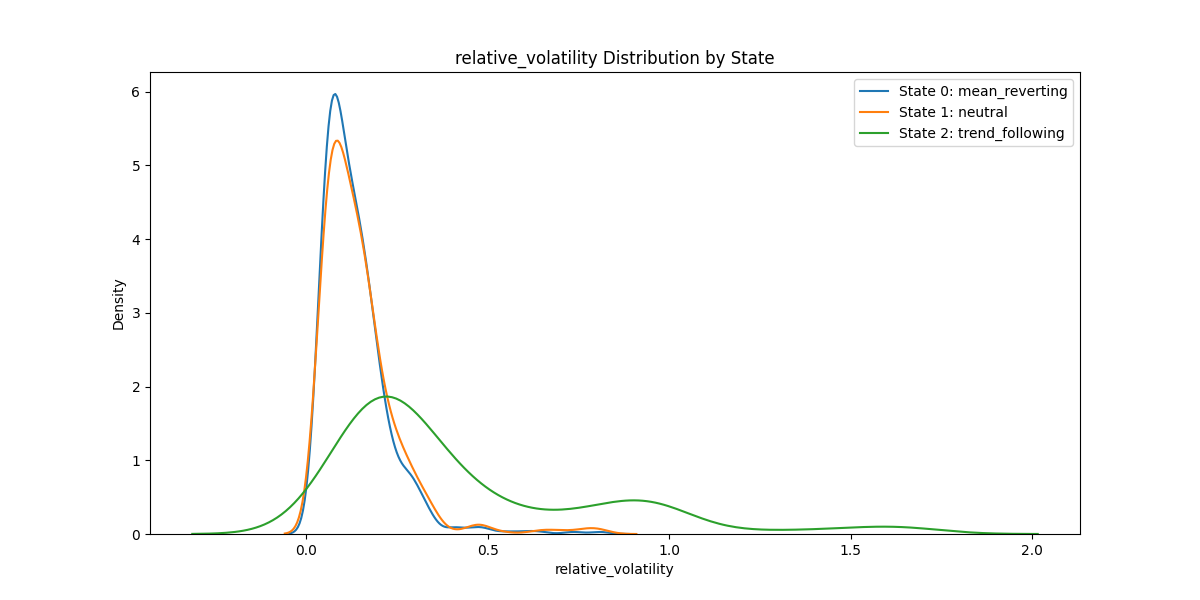 relative_volatility Distribution by State
State 0: mean_reverting
State 1: neutral
State 2: trend_following
Density
6
5
4
3
2
1
0
0.0 0.5 1.0 1.5 2.0
relative_volatility